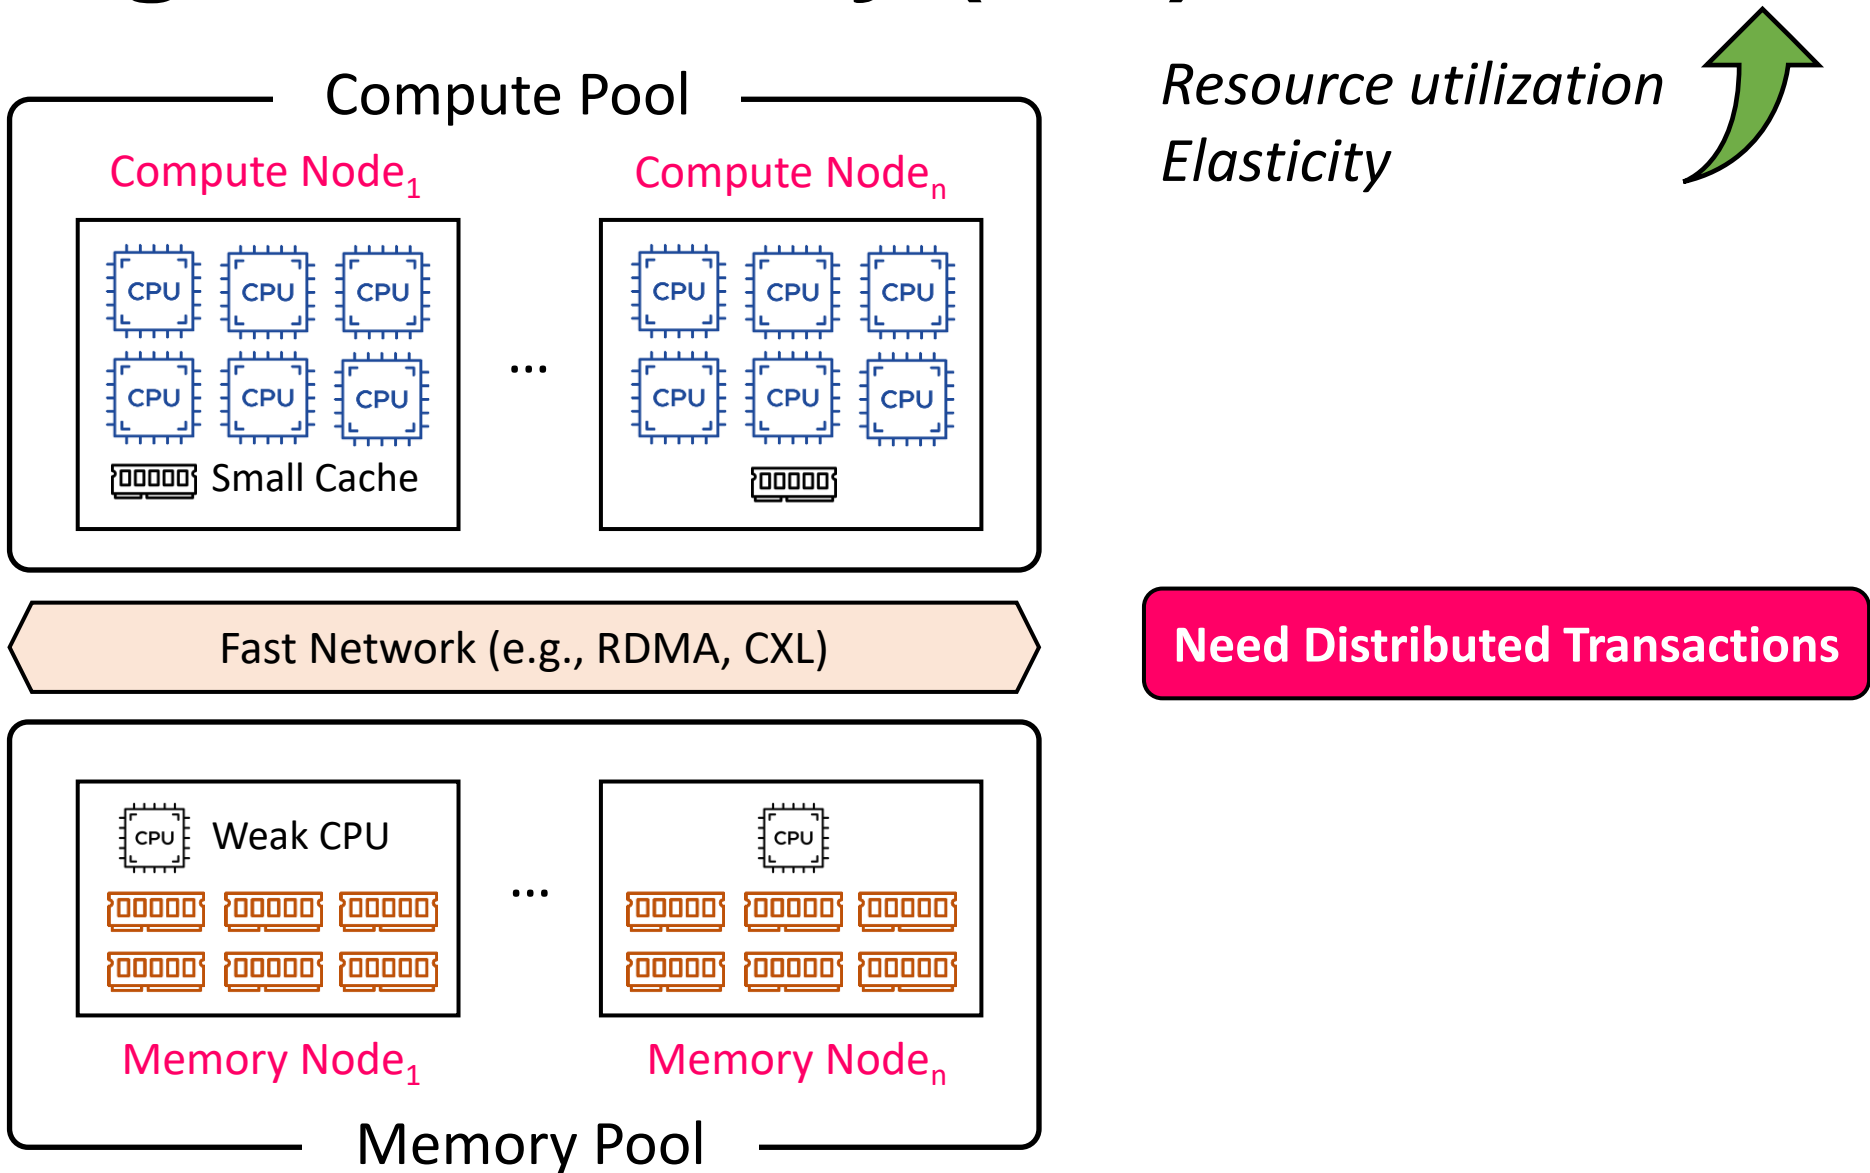 Compute Pool
Resource utilization
Elasticity
Compute Node1
Compute Noden
CPU CPU CPU
CPU CPU CPU
CPU CPU CPU
CPU CPU CPU
...
Small Cache
Fast Network (e.g., RDMA, CXL)
Need Distributed Transactions
CPU Weak CPU
CPU
...
Memory Node1
Memory Noden
Memory Pool